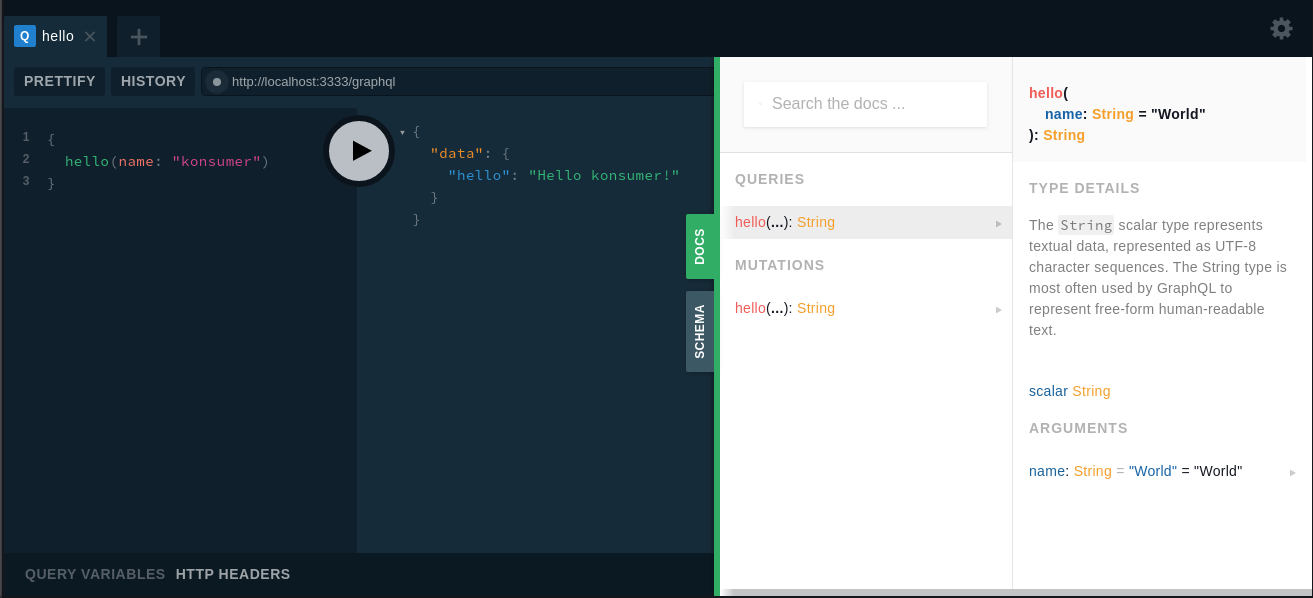 Q hello
PRETTIFY HISTORY http://localhost:3333/graphql
1 {
2 hello(name: "konsumer")
3 }
{
"data": {
"hello": "Hello konsumer!"
}
}
DOCS
SCHEMA
Search the docs ...
QUERIES
hello(...): String
MUTATIONS
hello(...): String
hello(
name: String = "World"
): String
TYPE DETAILS
The String scalar type represents
textual data, represented as UTF-8
character sequences. The String type is
most often used by GraphQL to
represent free-form human-readable
text.
scalar String
ARGUMENTS
name: String = "World" = "World"
QUERY VARIABLES HTTP HEADERS